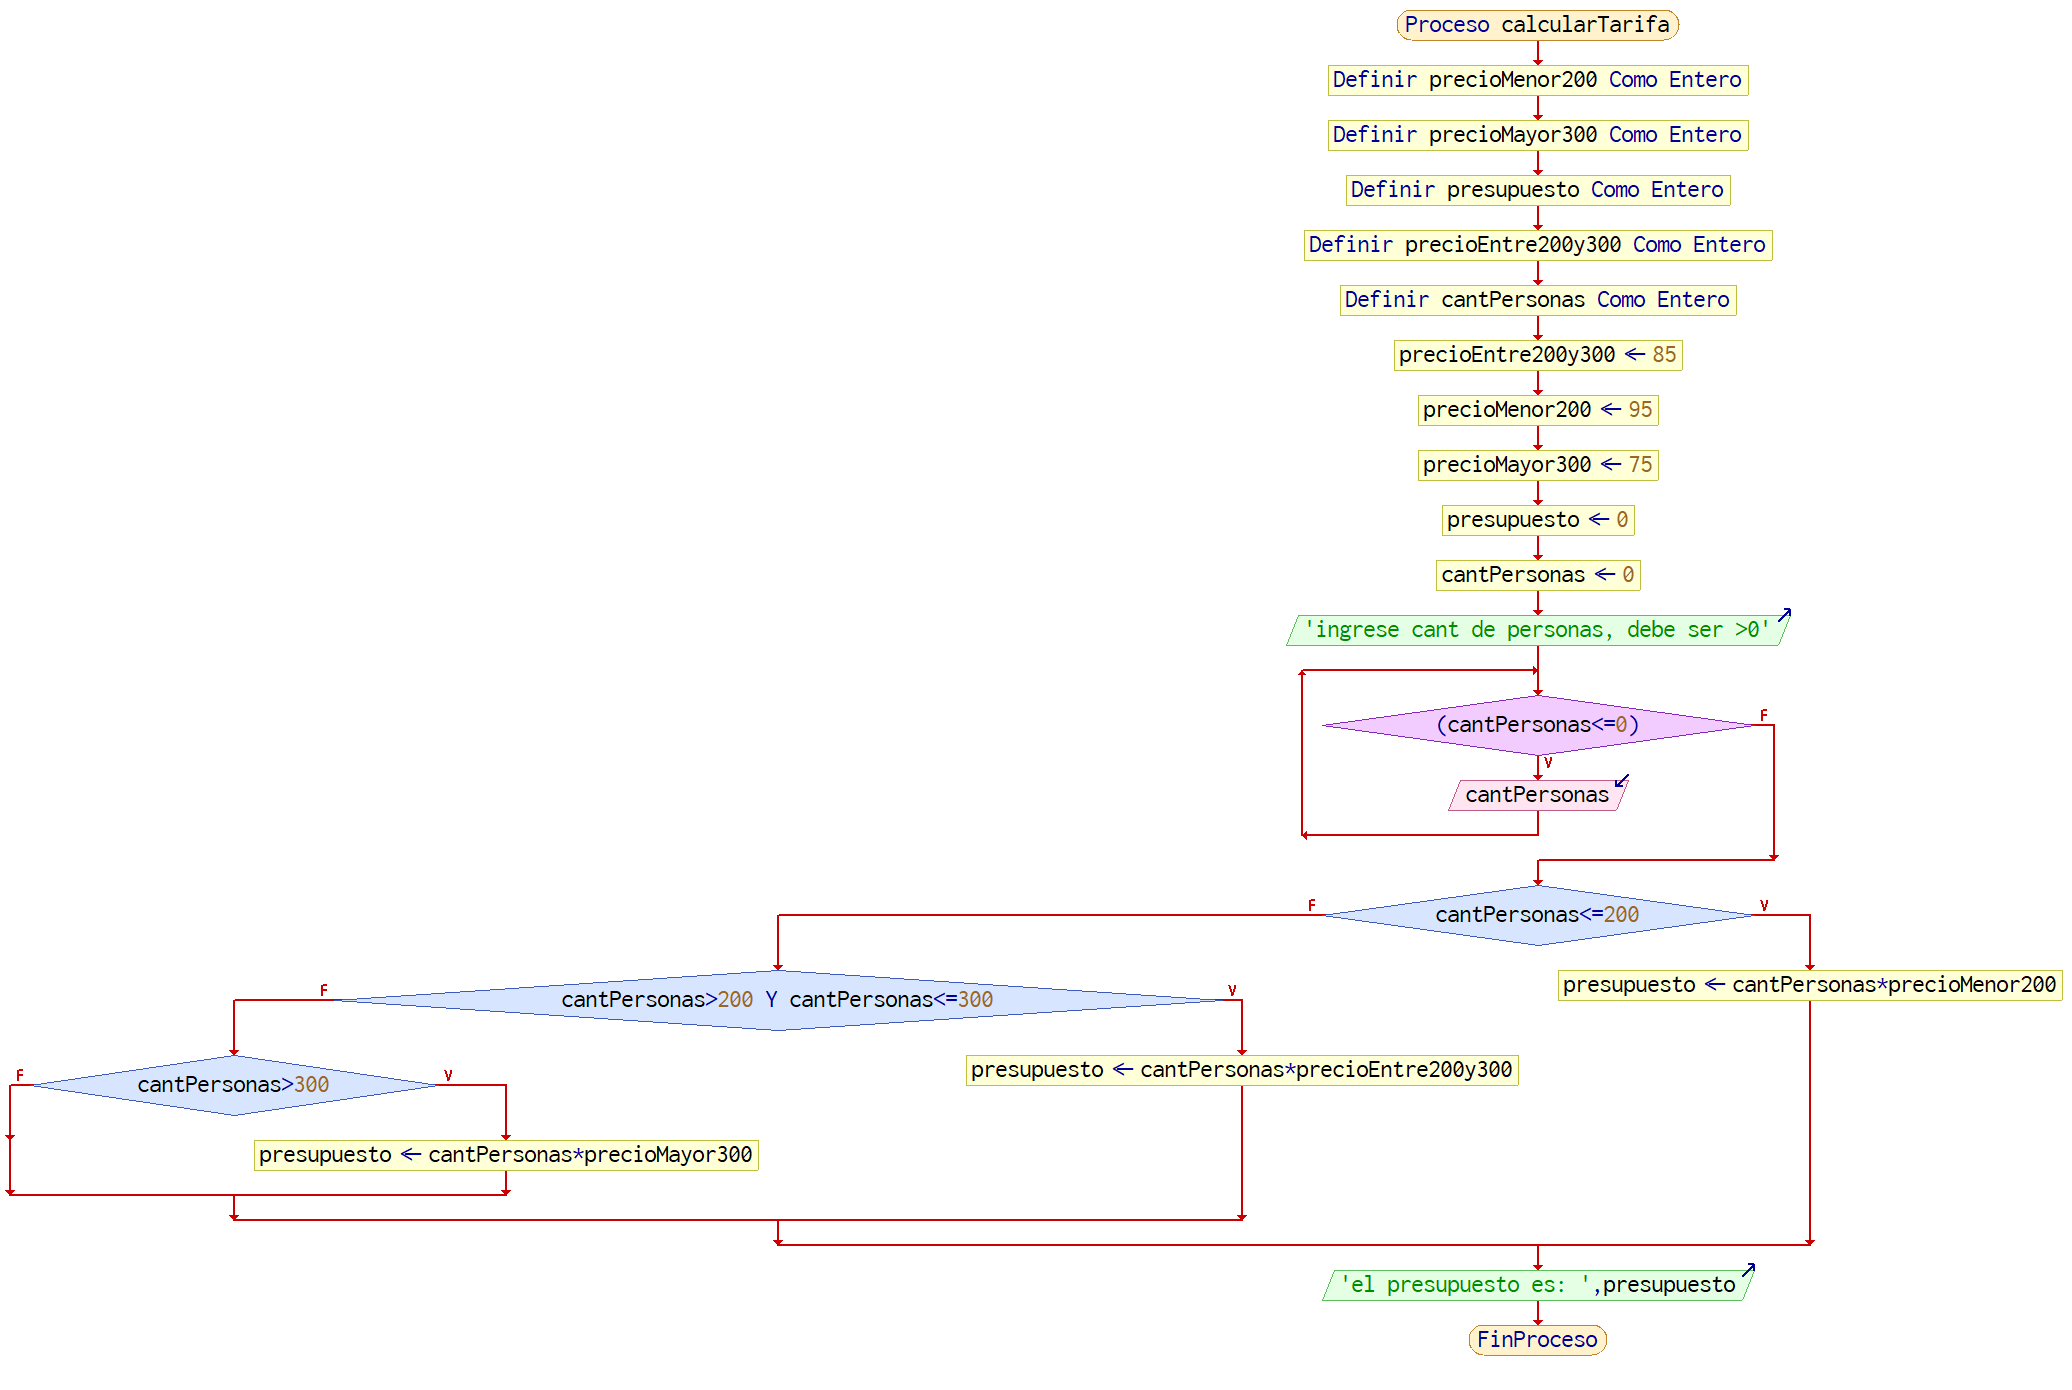 Proceso calcularTarifa
Definir precioMenor200 Como Entero
Definir precioMayor300 Como Entero
Definir presupuesto Como Entero
Definir precioEntre200y300 Como Entero
Definir cantPersonas Como Entero
precioEntre200y300 ← 85
precioMenor200 ← 95
precioMayor300 ← 75
presupuesto ← 0
cantPersonas ← 0
'ingrese cant de personas, debe ser >0'
(cantPersonas<=0)
F
V
cantPersonas
F
cantPersonas<=200
V
F
cantPersonas>200 Y cantPersonas<=300
V
presupuesto ← cantPersonas*precioMenor200
F
cantPersonas>300
V
presupuesto ← cantPersonas*precioEntre200y300
presupuesto ← cantPersonas*precioMayor300
'el presupuesto es: ',presupuesto
FinProceso